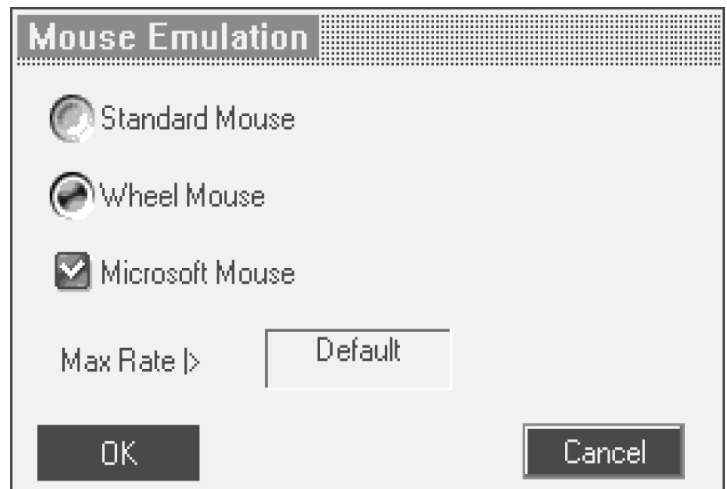 Mouse Emulation
Standard Mouse
Wheel Mouse
Microsoft Mouse
Max Rate |> Default
OK Cancel